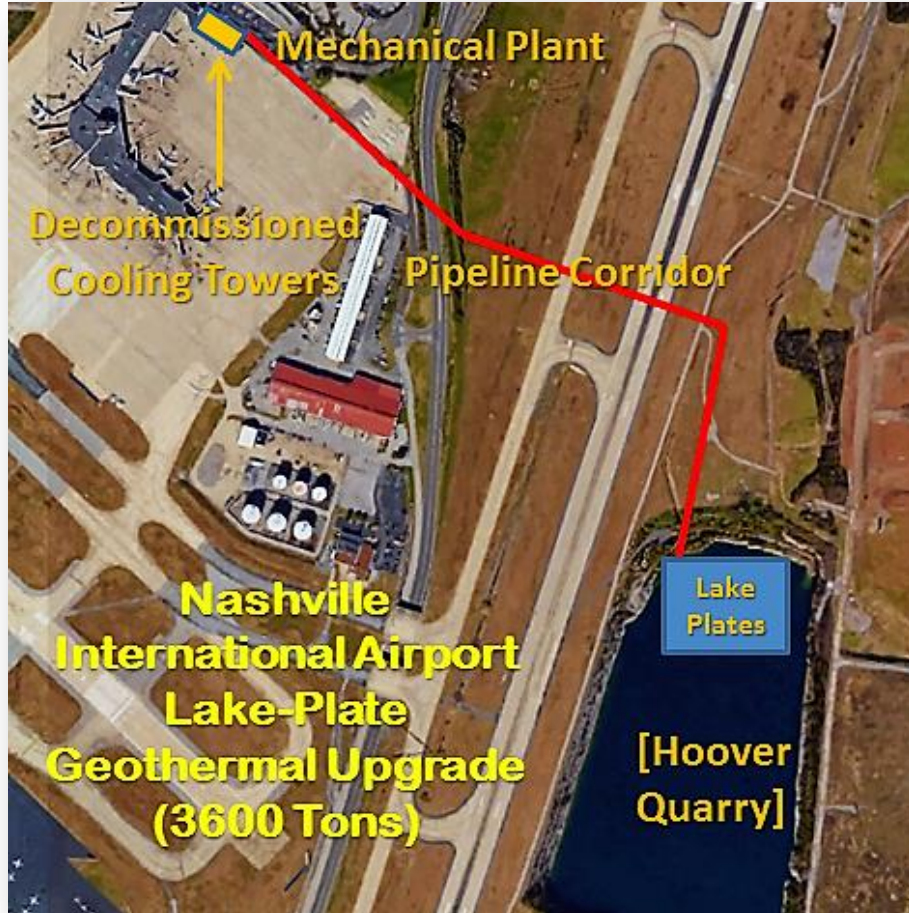 Mechanical Plant
Decommissioned
Cooling Towers
Pipeline Corridor
Lake
Plates
Nashville
International Airport
Lake-Plate
Geothermal Upgrade
(3600 Tons)
[Hoover
Quarry]